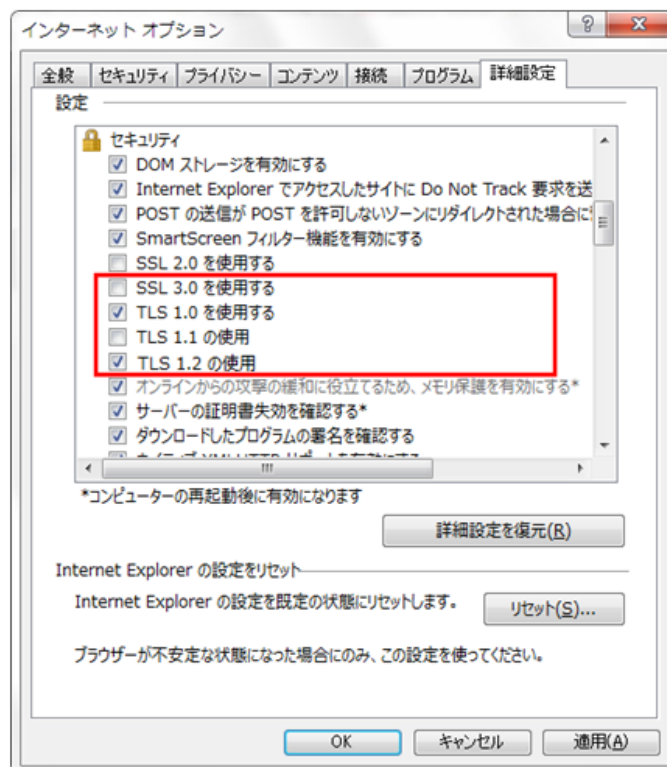 インターネット オプション
全般 セキュリティ プライバシー コンテンツ 接続 プログラム 詳細設定
設定
セキュリティ
DOM ストレージを有効にする
Internet Explorer でアクセスしたサイトに Do Not Track 要求を送
POST の送信が POST を許可しないゾーンにリダイレクトされた場合に
SmartScreen フィルター機能を有効にする
SSL 2.0 を使用する
SSL 3.0 を使用する
TLS 1.0 を使用する
TLS 1.1 の使用
TLS 1.2 の使用
オンラインからの攻撃の緩和に役立てるため、メモリ保護を有効にする*
サーバーの証明書失効を確認する*
ダウンロードしたプログラムの署名を確認する
*コンピューターの再起動後に有効になります
詳細設定を復元(R)
Internet Explorer の設定をリセット
Internet Explorer の設定を既定の状態にリセットします。
リセット(S)...
ブラウザーが不安定な状態になった場合にのみ、この設定を使ってください。
OK キャンセル 適用(A)